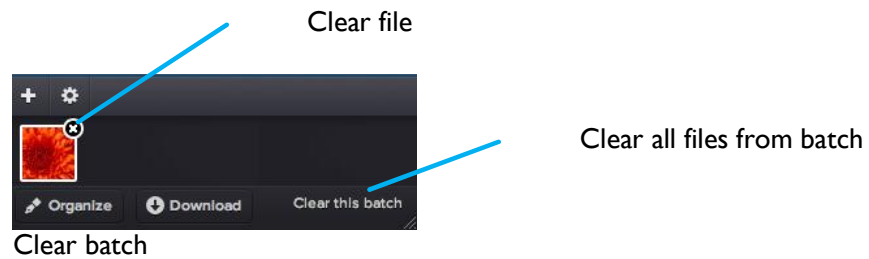 Clear file
Clear all files from batch
Organize
Download
Clear this batch
Clear batch